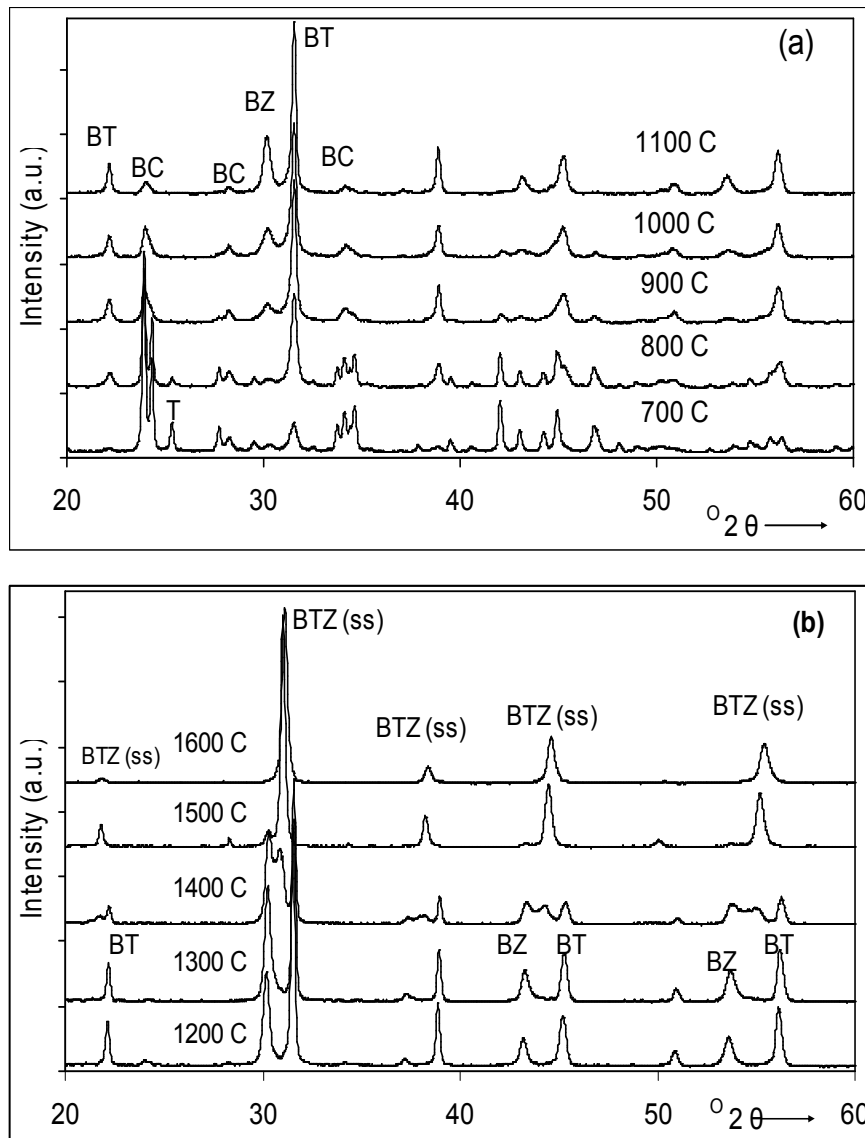 (a)
BT
BZ
BT
BC
BC
BC
1100 C
1000 C
900 C
800 C
T
700 C
Intensity (a.u.)
20 30 40 50 60
O 2 θ
(b)
BTZ (ss)
BTZ (ss)
BTZ (ss)
BTZ (ss)
BTZ (ss)
1600 C
1500 C
1400 C
BT
BZ
BT
BZ
BT
1300 C
1200 C
Intensity (a.u.)
20 30 40 50 60
O 2 θ